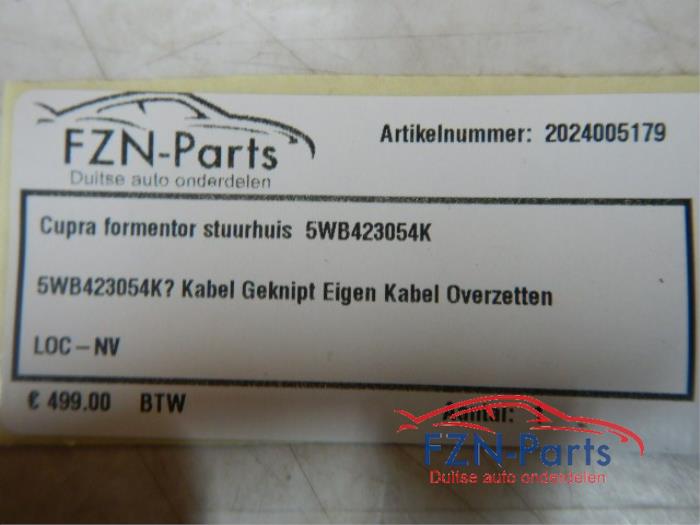 FZN-Parts
Duitse auto onderdelen
Artikelnummer: 2024005179
Cupra formentor stuurhuis 5WB423054K
5WB423054K? Kabel Geknipt Eigen Kabel Overzetten
LOC-NV
€ 499.00 BTW
Aantal:
FZN-Parts
Duitse auto onderdelen